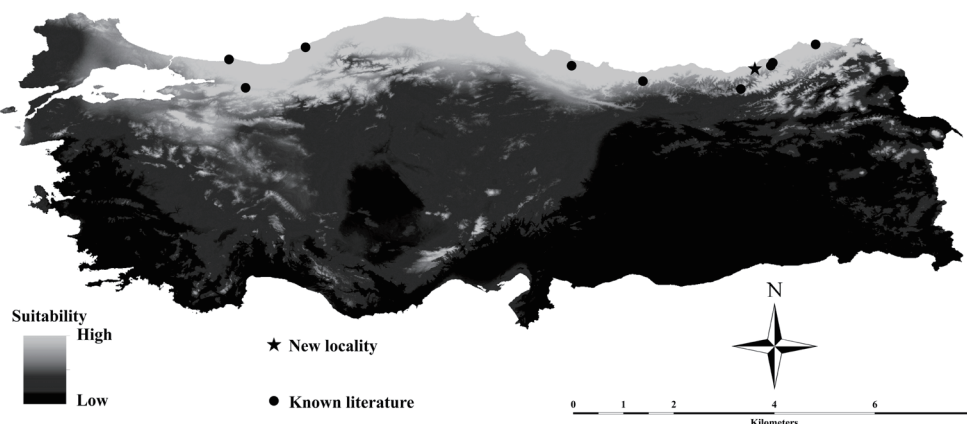 N
Suitability
High
Low
New locality
Known literature
0 1 2 4 6
Kilometers